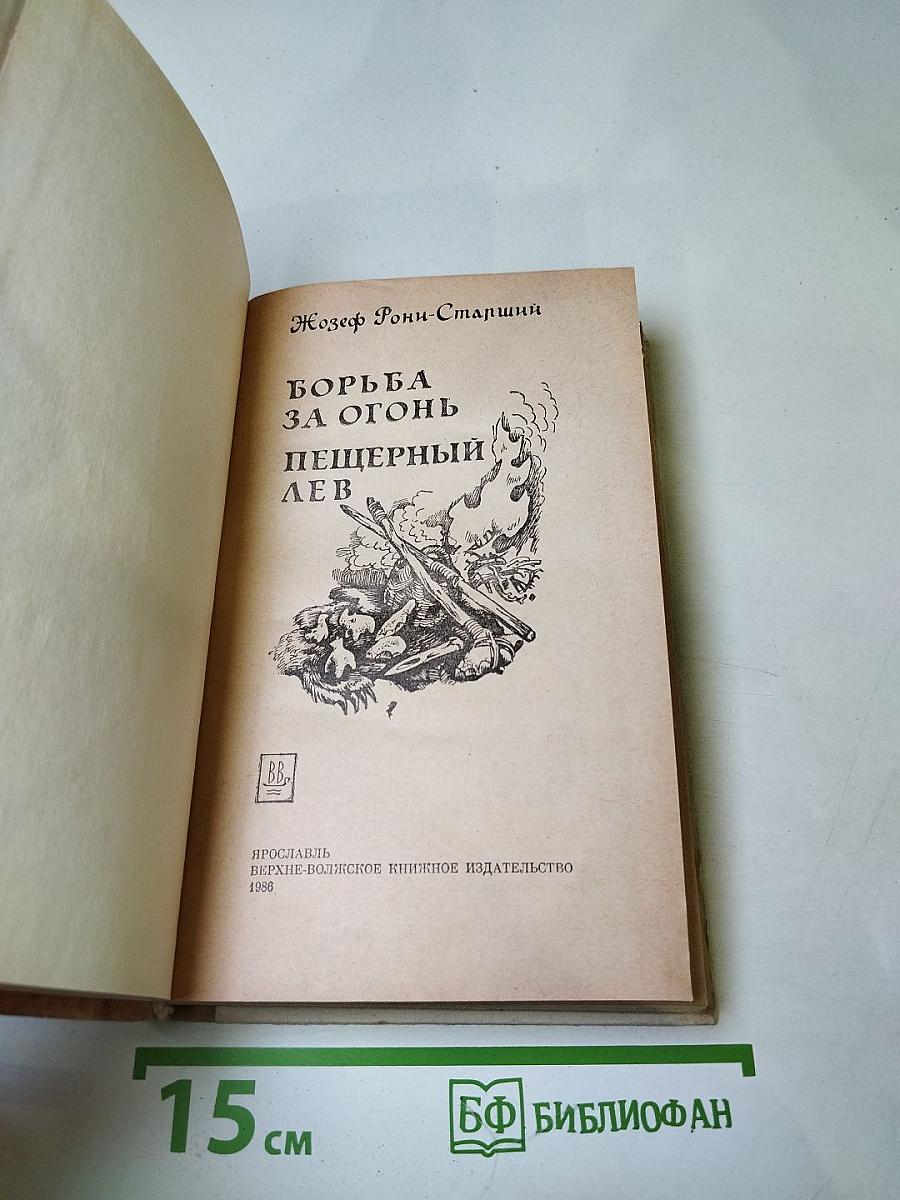 Жозеф Рони-Старший
БОРЬБА
ЗА ОГОНЬ
ПЕЩЕРНЫЙ
ЛЕВ
ВВ
ЯРОСЛАВЛЬ
ВЕРХНЕ-ВОЛЖСКОЕ КНИЖНОЕ ИЗДАТЕЛЬСТВО
1986
15 см
БФ БИБЛИОФАН